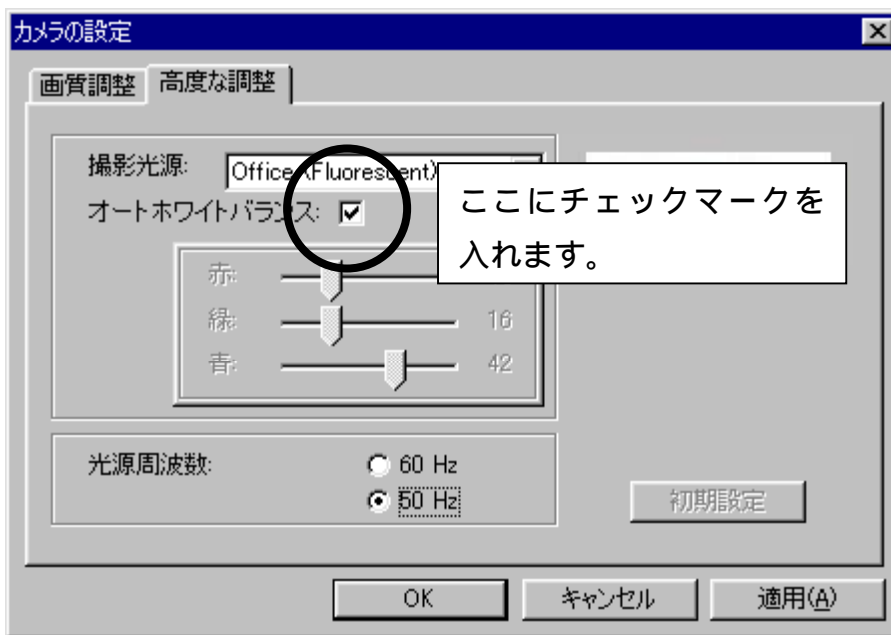 カメラの設定
画質調整 高度な調整
撮影光源: Office (Fluorescent)
オートホワイトバランス:
ここにチェックマークを
入れます。
赤:
緑: 16
青: 42
光源周波数: 60 Hz
50 Hz
初期設定
OK キャンセル 適用(A)